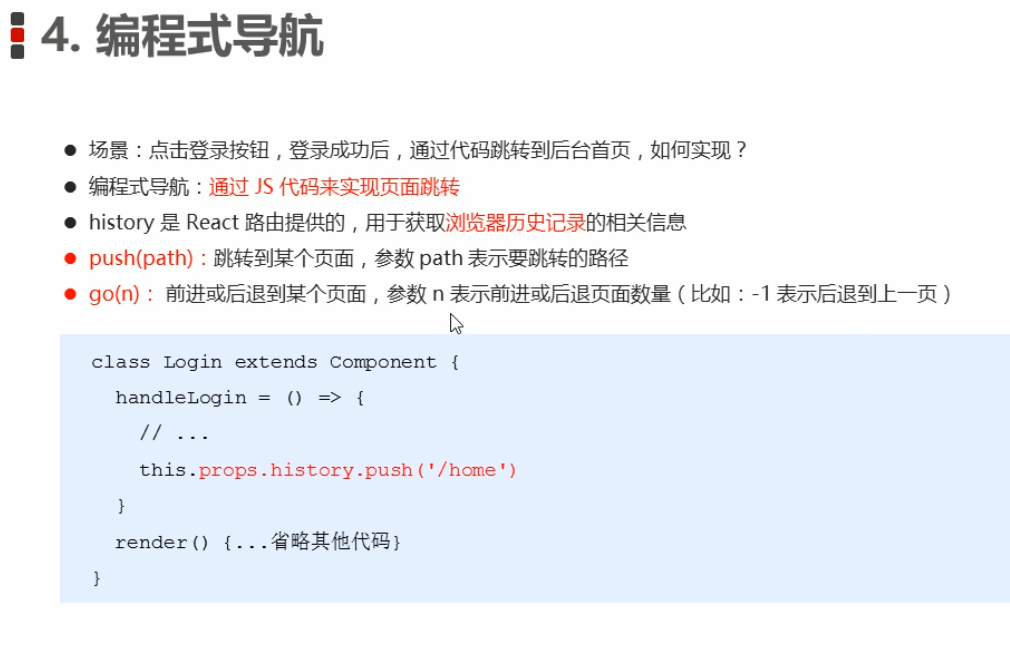 4. 编程式导航
● 场景：点击登录按钮，登录成功后，通过代码跳转到后台首页，如何实现？
● 编程式导航：通过 JS 代码来实现页面跳转
● history 是 React 路由提供的，用于获取浏览器历史记录的相关信息
● push(path)：跳转到某个页面，参数 path 表示要跳转的路径
● go(n)： 前进或后退到某个页面，参数 n 表示前进或后退页面数量（比如：-1 表示后退到上一页）
class Login extends Component {
  handleLogin = () => {
    // ...
    this.props.history.push('/home')
  }
  render() {...省略其他代码}
}